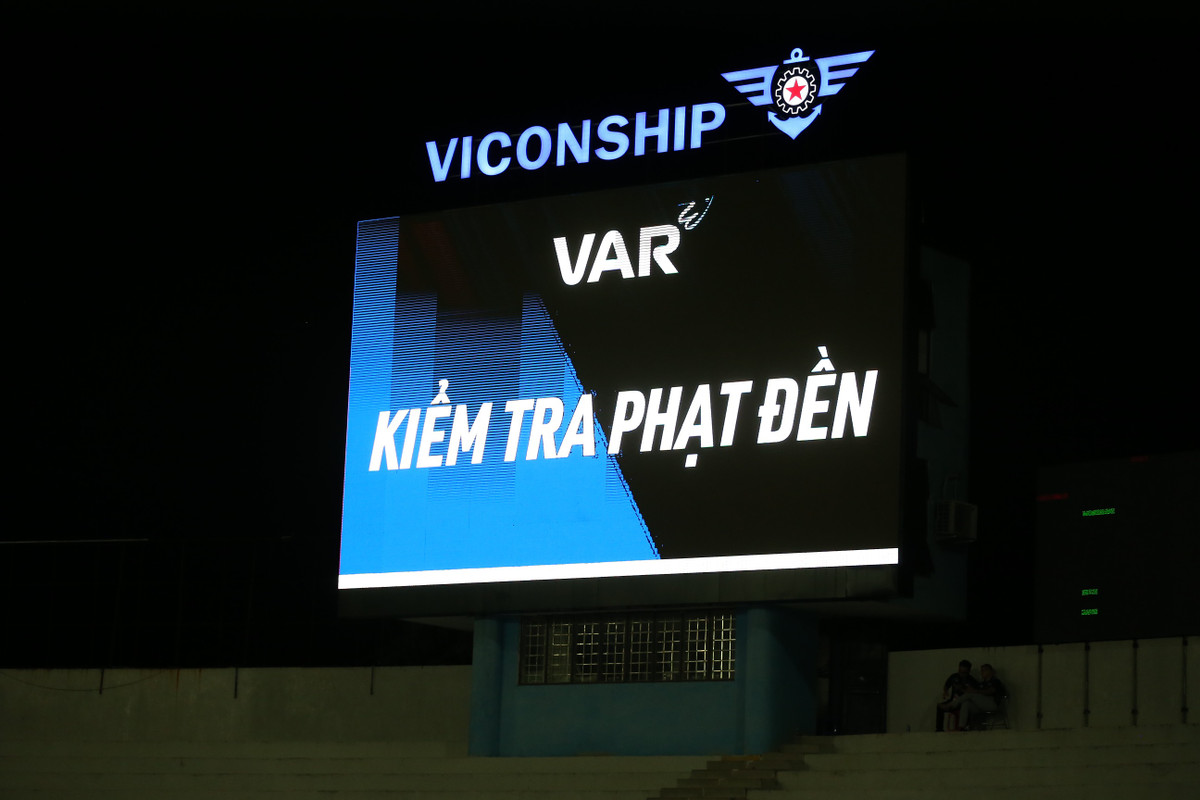 VICONSHIP
VAR
KIỂM TRA PHẠT ĐỀN